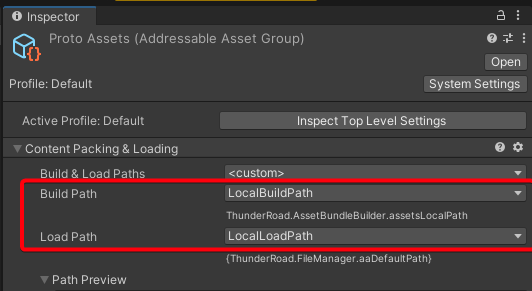 Inspector
Proto Assets (Addressable Asset Group)
Open
Profile: Default
System Settings
Active Profile: Default
Inspect Top Level Settings
Content Packing & Loading
Build & Load Paths
<custom>
Build Path
LocalBuildPath
ThunderRoad.AssetBundleBuilder.assetsLocalPath
Load Path
LocalLoadPath
{ThunderRoad.FileManager.aaDefaultPath}
Path Preview